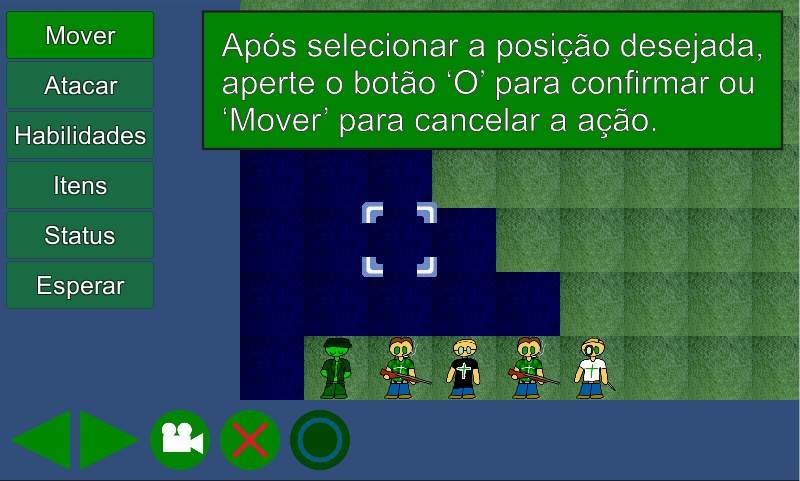 Mover
Atacar
Habilidades
Itens
Status
Esperar
Após selecionar a posição desejada,
aperte o botão ‘O’ para confirmar ou
‘Mover’ para cancelar a ação.